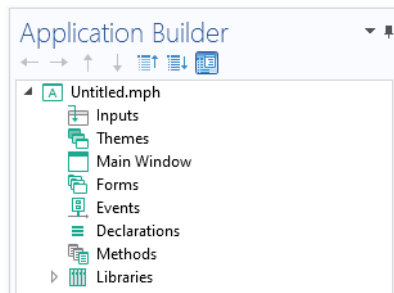 Application Builder
A Untitled.mph
Inputs
Themes
Main Window
Forms
Events
Declarations
Methods
Libraries